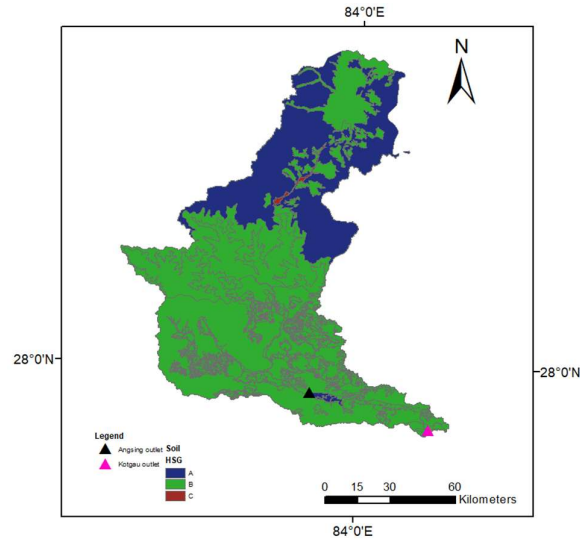 84°0'E
N
28°0'N
28°0'N
Legend
Angsing outlet
Kotgau outlet
Soil
HSG
A
B
C
0 15 30 60
Kilometers
84°0'E